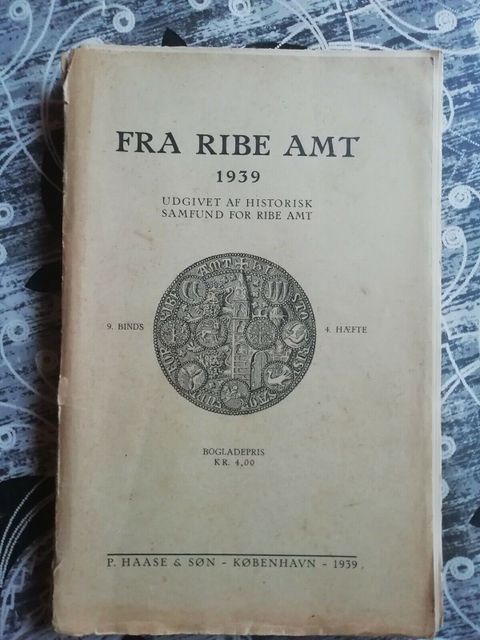 FRA RIBE AMT
1939
UDGIVET AF HISTORISK
SAMFUND FOR RIBE AMT
9. BINDS
4. HÆFTE
BOGLADEPRIS
KR. 4,00
P. HAASE & SØN - KØBENHAVN - 1939